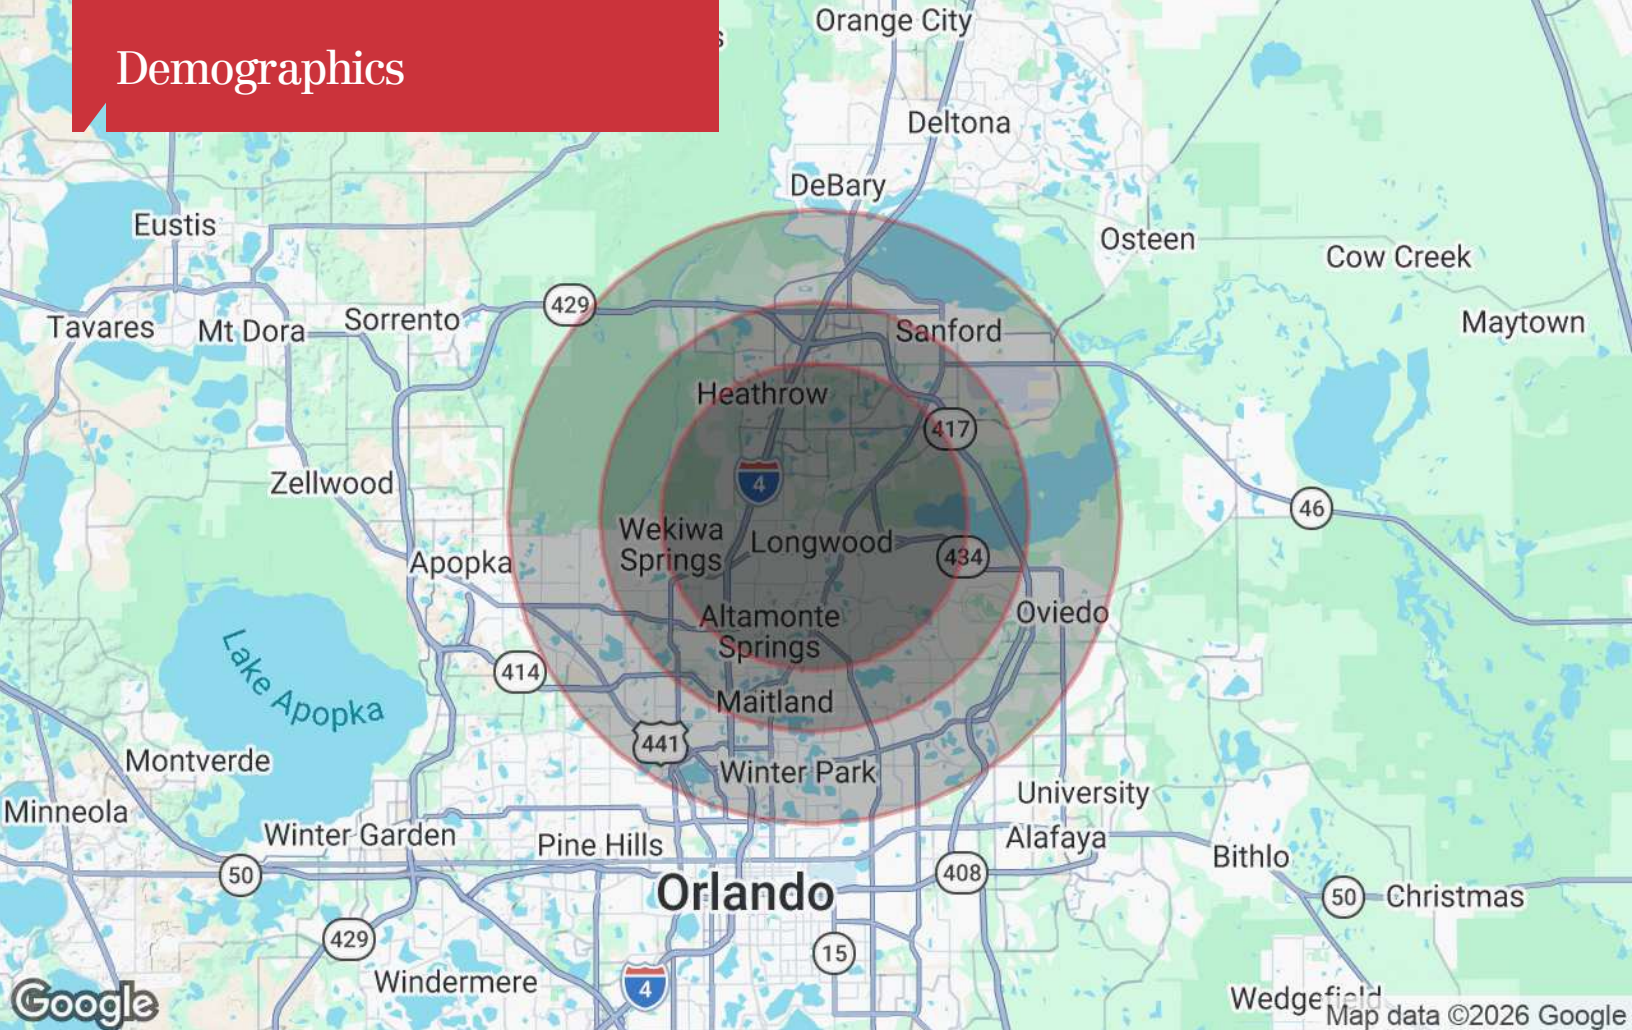 Demographics
s
Orange City
Deltona
DeBary
Eustis
Osteen
Cow Creek
429
Tavares
Mt Dora
Sorrento
Sanford
Maytown
Heathrow
417
4
Zellwood
46
Wekiwa
Springs
Longwood
434
Apopka
Altamonte
Springs
Oviedo
Lake Apopka
414
Maitland
441
Montverde
Winter Park
University
Minneola
Winter Garden
Pine Hills
Alafaya
Bithlo
50
Orlando
408
50
Christmas
429
15
Windermere
4
Wedgefield
Google
Map data ©2026 Google